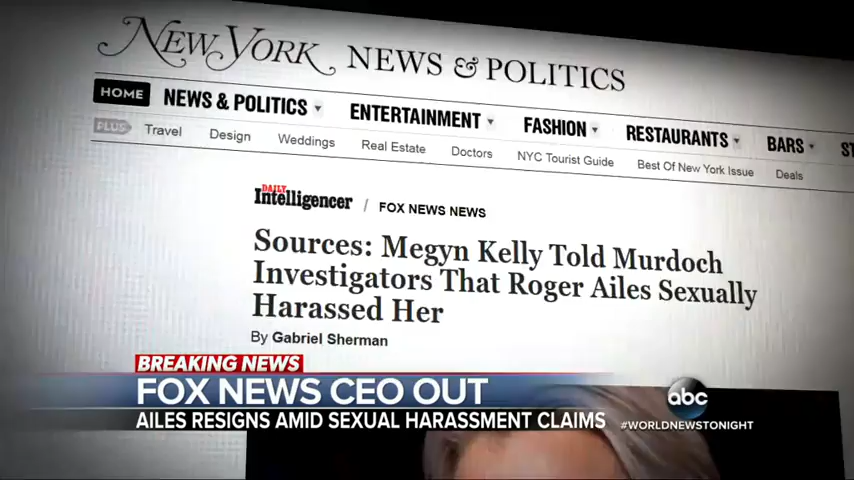 NEW YORK NEWS & POLITICS
HOME NEWS & POLITICS ENTERTAINMENT FASHION RESTAURANTS BARS ST
PLUS Travel Design Weddings Real Estate Doctors NYC Tourist Guide Best Of New York Issue Deals
DAILY
Intelligencer / FOX NEWS NEWS
Sources: Megyn Kelly Told Murdoch
Investigators That Roger Ailes Sexually
Harassed Her
By Gabriel Sherman
BREAKING NEWS
FOX NEWS CEO OUT
abc
AILES RESIGNS AMID SEXUAL HARASSMENT CLAIMS
#WORLDNEWSTONIGHT